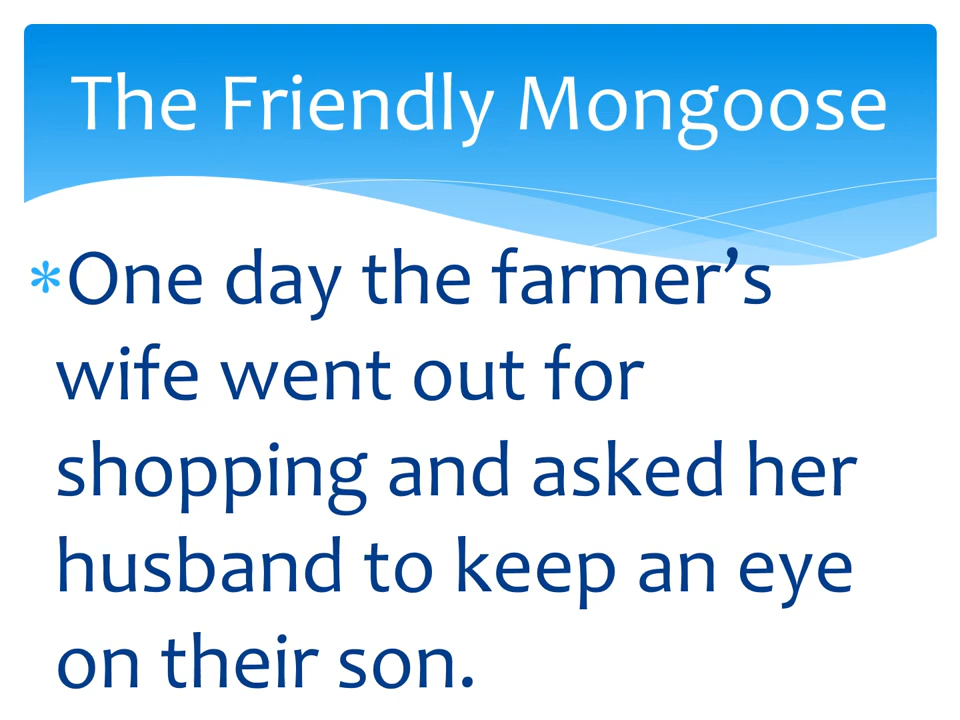 The Friendly Mongoose
*One day the farmer’s
wife went out for
shopping and asked her
husband to keep an eye
on their son.